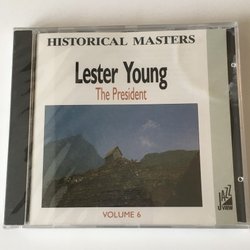 HISTORICAL MASTERS
Lester Young
The President
VOLUME 6
JAZZ